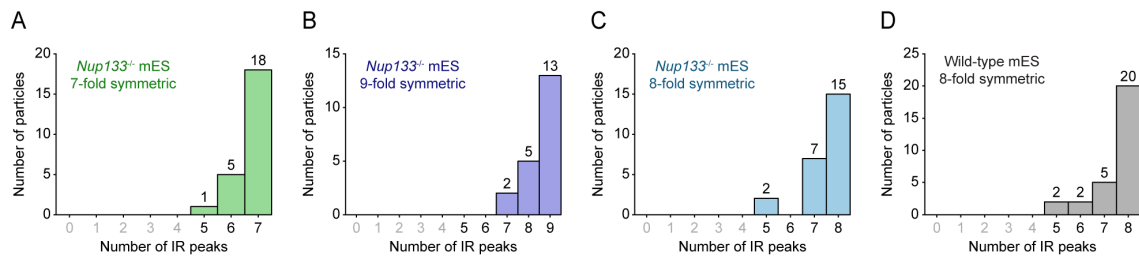 A
Number of particles
20
15
10
5
0
Nup133-/- mES
7-fold symmetric
1
5
18
0 1 2 3 4 5 6 7
Number of IR peaks
B
Number of particles
15
10
5
0
Nup133-/- mES
9-fold symmetric
2
5
13
0 1 2 3 4 5 6 7 8 9
Number of IR peaks
C
Number of particles
20
15
10
5
0
Nup133-/- mES
8-fold symmetric
2
7
15
0 1 2 3 4 5 6 7 8
Number of IR peaks
D
Number of particles
25
20
15
10
5
0
Wild-type mES
8-fold symmetric
2
2
5
20
0 1 2 3 4 5 6 7 8
Number of IR peaks